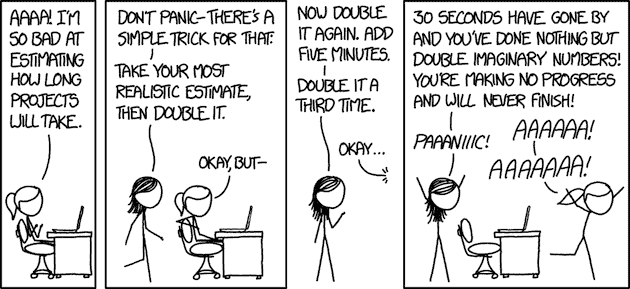 AAAA! I'M
SO BAD AT
ESTIMATING
HOW LONG
PROJECTS
WILL TAKE.
DON'T PANIC—THERE'S A
SIMPLE TRICK FOR THAT:
TAKE YOUR MOST
REALISTIC ESTIMATE,
THEN DOUBLE IT.
OKAY, BUT—
NOW DOUBLE
IT AGAIN. ADD
FIVE MINUTES.
DOUBLE IT A
THIRD TIME.
OKAY...
30 SECONDS HAVE GONE BY
AND YOU'VE DONE NOTHING BUT
DOUBLE IMAGINARY NUMBERS!
YOU'RE MAKING NO PROGRESS
AND WILL NEVER FINISH!
PAAANIIIC!
AAAAAA!
AAAAAAA!